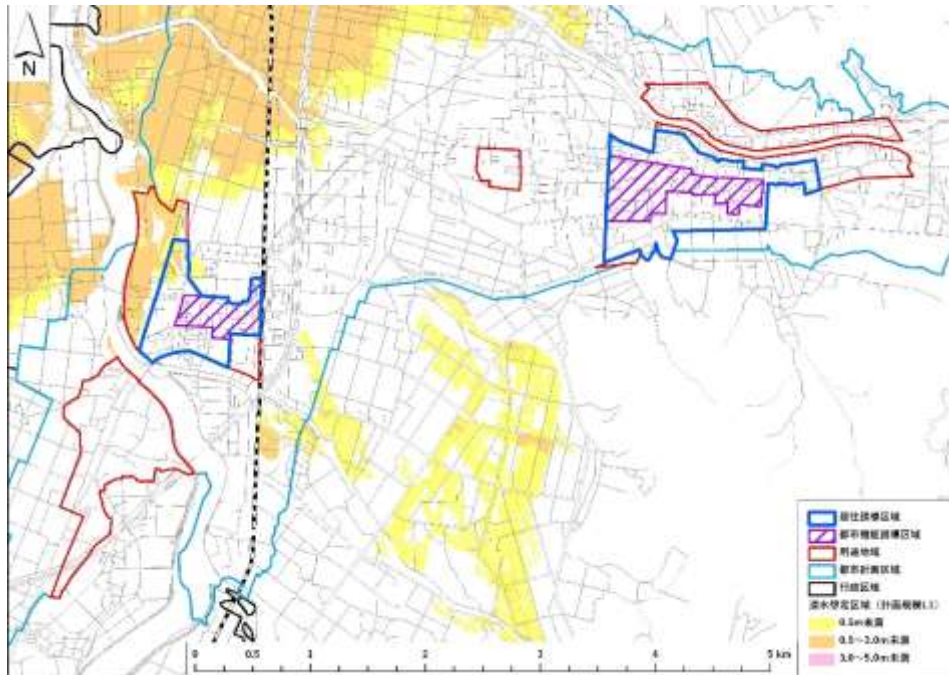 N
居住誘導区域
都市機能誘導区域
用途地域
都市計画区域
行政区域
浸水想定区域（計画規模L1）
0.5m未満
0.5～3.0m未満
3.0～5.0m未満
0 0.5 1 2 3 4 5 km